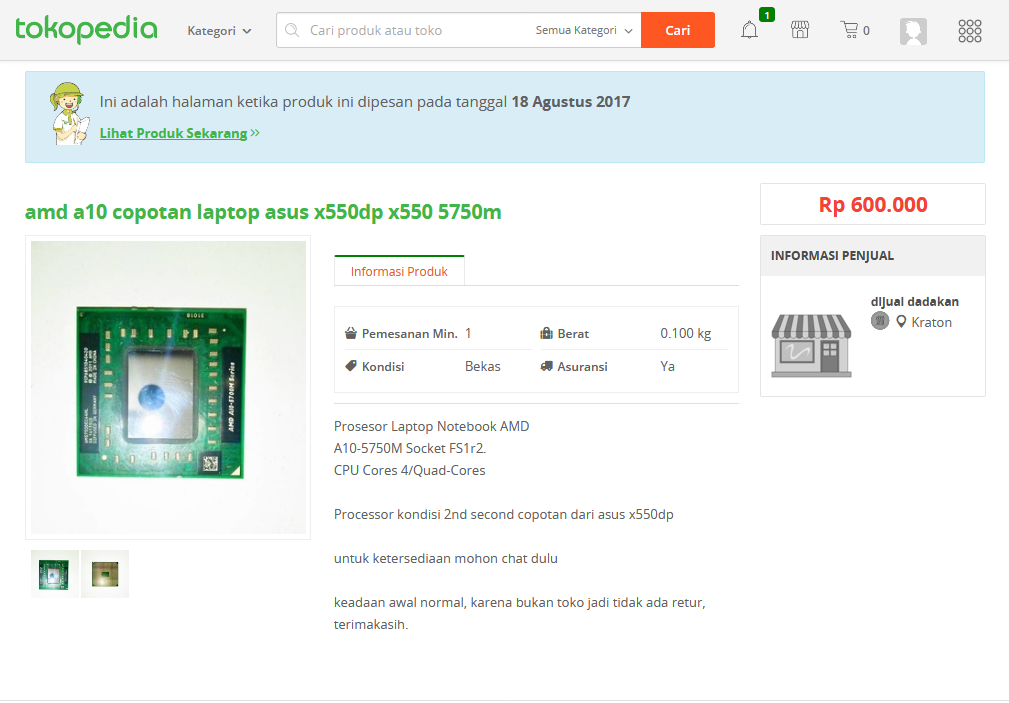 tokopedia
Kategori
Cari produk atau toko
Semua Kategori
Cari
1
0
Ini adalah halaman ketika produk ini dipesan pada tanggal 18 Agustus 2017
Lihat Produk Sekarang »
amd a10 copotan laptop asus x550dp x550 5750m
Rp 600.000
AMD A10-5700M Series
Informasi Produk
INFORMASI PENJUAL
dijual dadakan
Kraton
Pemesanan Min. 1
Berat 0.100 kg
Kondisi Bekas
Asuransi Ya
Prosesor Laptop Notebook AMD
A10-5750M Socket FS1r2.
CPU Cores 4/Quad-Cores
Processor kondisi 2nd second copotan dari asus x550dp
untuk ketersediaan mohon chat dulu
keadaan awal normal, karena bukan toko jadi tidak ada retur,
terimakasih.